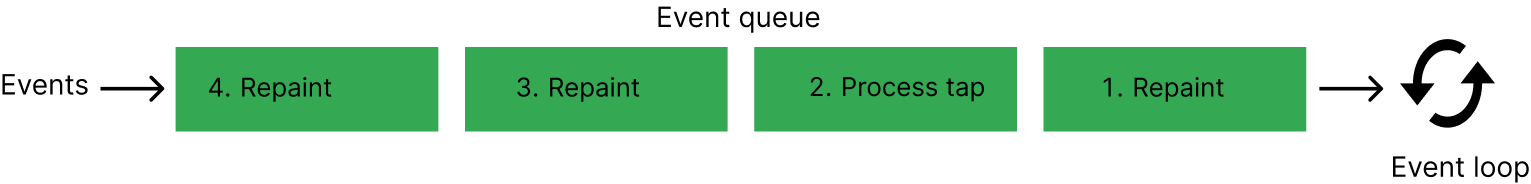 Event queue
Events
4. Repaint
3. Repaint
2. Process tap
1. Repaint
Event loop